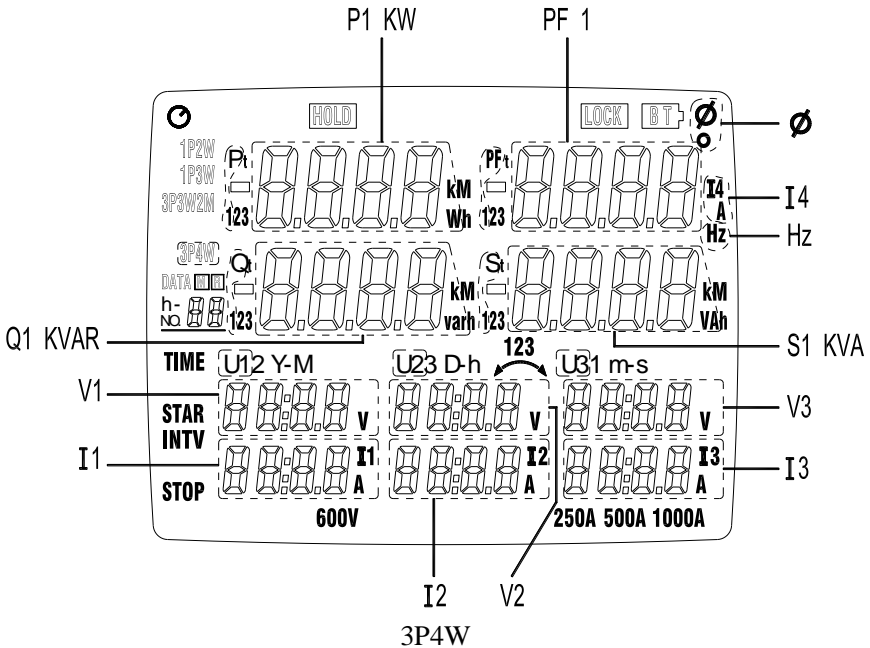 P1 KW PF 1
HOLD LOCK BT Ø Ø
1P2W Pt PFt
1P3W kM I4 I4
3P3W2M 123 Wh 123 A
Hz Hz
3P4W Qt St
DATA kM kM
h-
NO. 123 varh 123 VAh
Q1 KVAR S1 KVA
TIME U12 Y-M U23 D-h 123 U31 m-s
V1 V3
STAR V V V
INTV
I1 I1 I2 I3 I3
STOP A A A
600V 250A 500A 1000A
I2 V2
3P4W